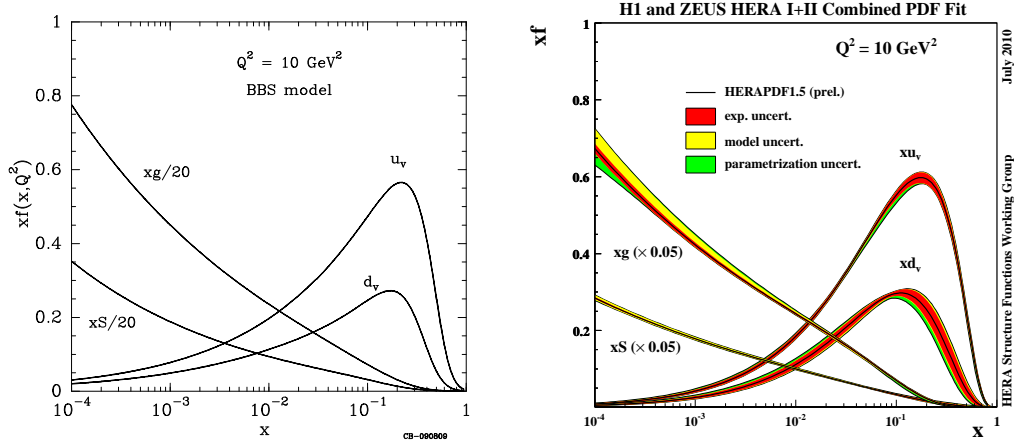 1
0.8
0.6
0.4
0.2
0
xf(x,Q²)
Q² = 10 GeV²
BBS model
xg/20
u_v
d_v
xS/20
10⁻⁴
10⁻³
10⁻²
10⁻¹
1
x
CB-090809
H1 and ZEUS HERA I+II Combined PDF Fit
xf
1
0.8
0.6
0.4
0.2
Q² = 10 GeV²
HERAPDF1.5 (prel.)
exp. uncert.
model uncert.
parametrization uncert.
xu_v
xg (× 0.05)
xd_v
xS (× 0.05)
10⁻⁴
10⁻³
10⁻²
10⁻¹
1
x
HERA Structure Functions Working Group
July 2010